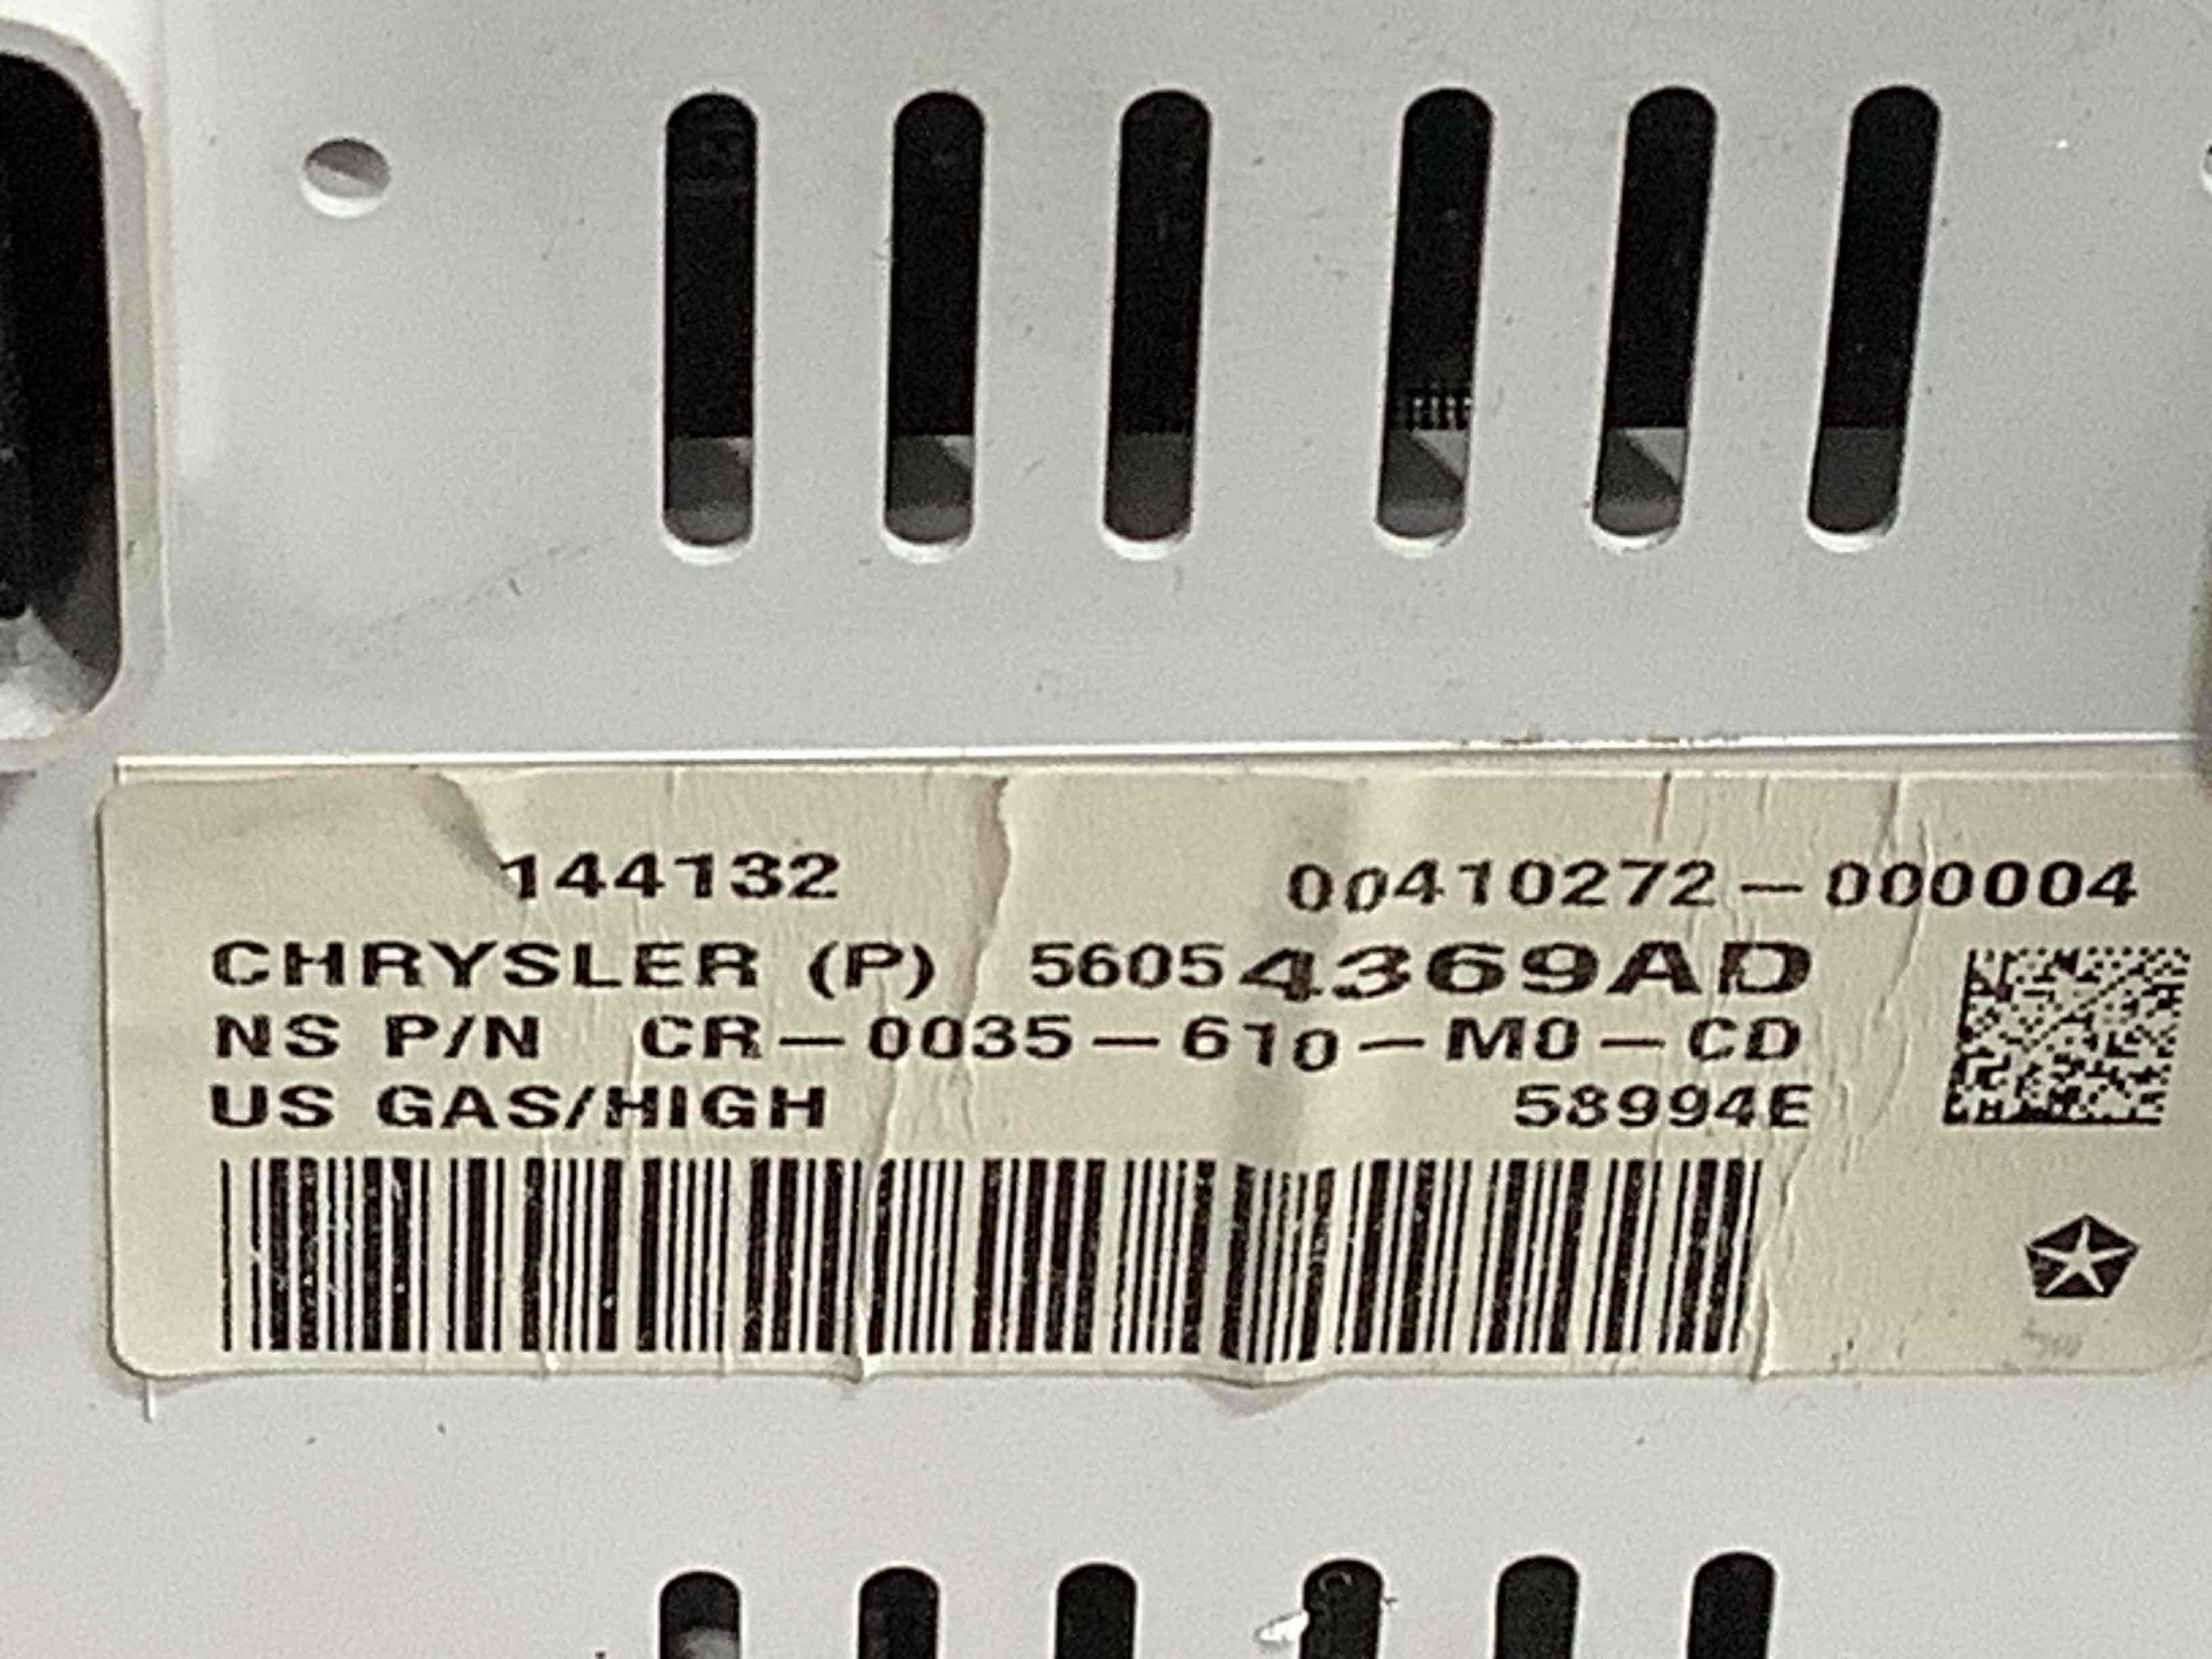 144132 00410272-000004
CHRYSLER (P) 56054369AD
NS P/N CR-0035-610-M0-CD
US GAS/HIGH 58994E